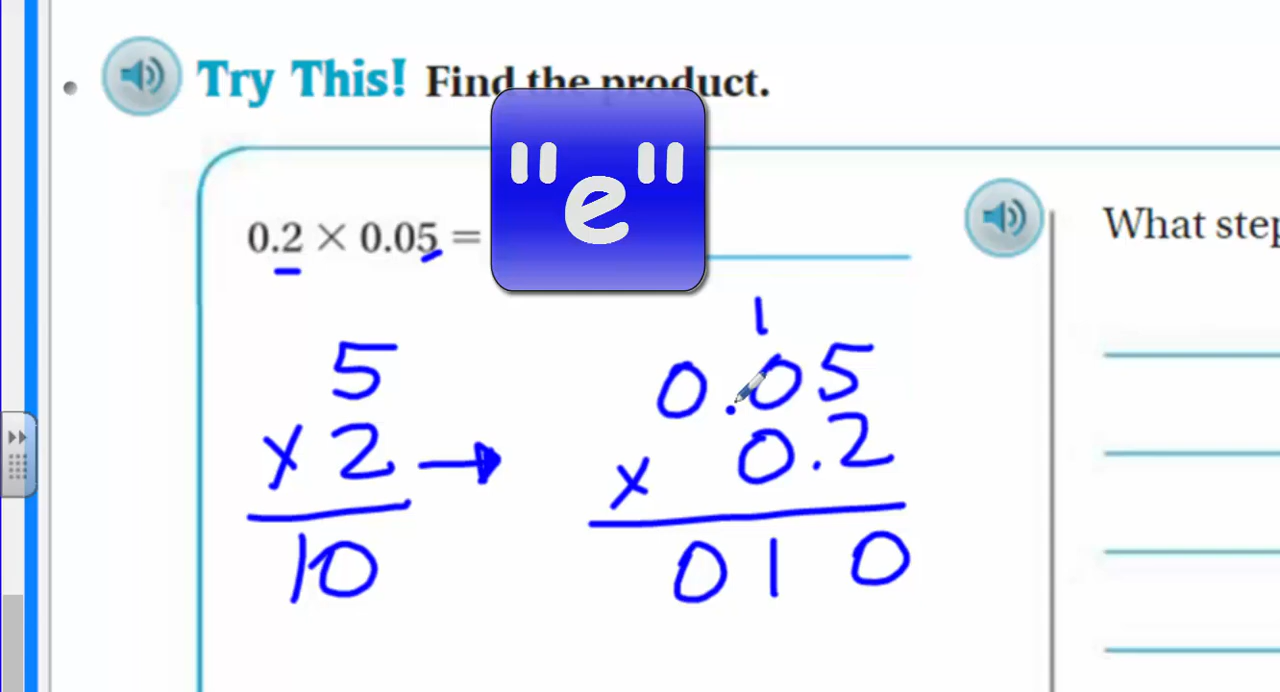 Try This! Find the product.
"e"
0.2 × 0.05 =
What step
1
5
x 2
10
0.05
x 0.2
010